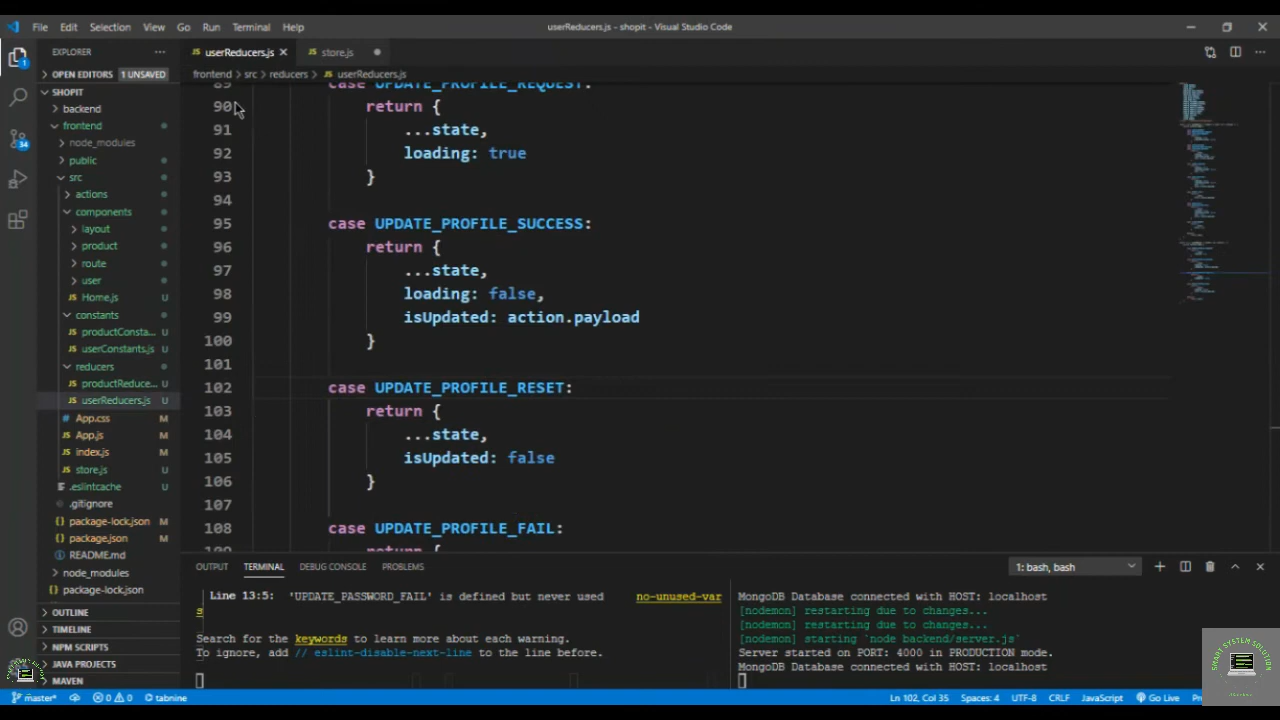 File Edit Selection View Go Run Terminal Help
userReducers.js - shopit - Visual Studio Code
EXPLORER
OPEN EDITORS 1 UNSAVED
SHOPIT
backend
frontend
node_modules
public
src
actions
components
layout
product
route
user
Home.js U
constants
productConsta... U
userConstants.js U
reducers
productReduce... U
userReducers.js U
App.css M
App.js M
index.js M
store.js U
.eslintcache U
.gitignore
package-lock.json M
package.json M
README.md
node_modules
package-lock.json
OUTLINE
TIMELINE
NPM SCRIPTS
JAVA PROJECTS
MAVEN
1
34
userReducers.js store.js
frontend > src > reducers > JS userReducers.js
89 case UPDATE_PROFILE_REQUEST:
90 return {
91 ...state,
92 loading: true
93 }
94
95 case UPDATE_PROFILE_SUCCESS:
96 return {
97 ...state,
98 loading: false,
99 isUpdated: action.payload
100 }
101
102 case UPDATE_PROFILE_RESET:
103 return {
104 ...state,
105 isUpdated: false
106 }
107
108 case UPDATE_PROFILE_FAIL:
109 return {
OUTPUT TERMINAL DEBUG CONSOLE PROBLEMS
1: bash, bash
Line 13:5: 'UPDATE_PASSWORD_FAIL' is defined but never used no-unused-var
s
Search for the keywords to learn more about each warning.
To ignore, add // eslint-disable-next-line to the line before.
MongoDB Database connected with HOST: localhost
[nodemon] restarting due to changes...
[nodemon] restarting due to changes...
[nodemon] starting `node backend/server.js`
Server started on PORT: 4000 in PRODUCTION mode.
MongoDB Database connected with HOST: localhost
master* 0 0 tabnine
Ln 102, Col 35 Spaces: 4 UTF-8 CRLF JavaScript Go Live
SMART SYSTEM SOLUTION